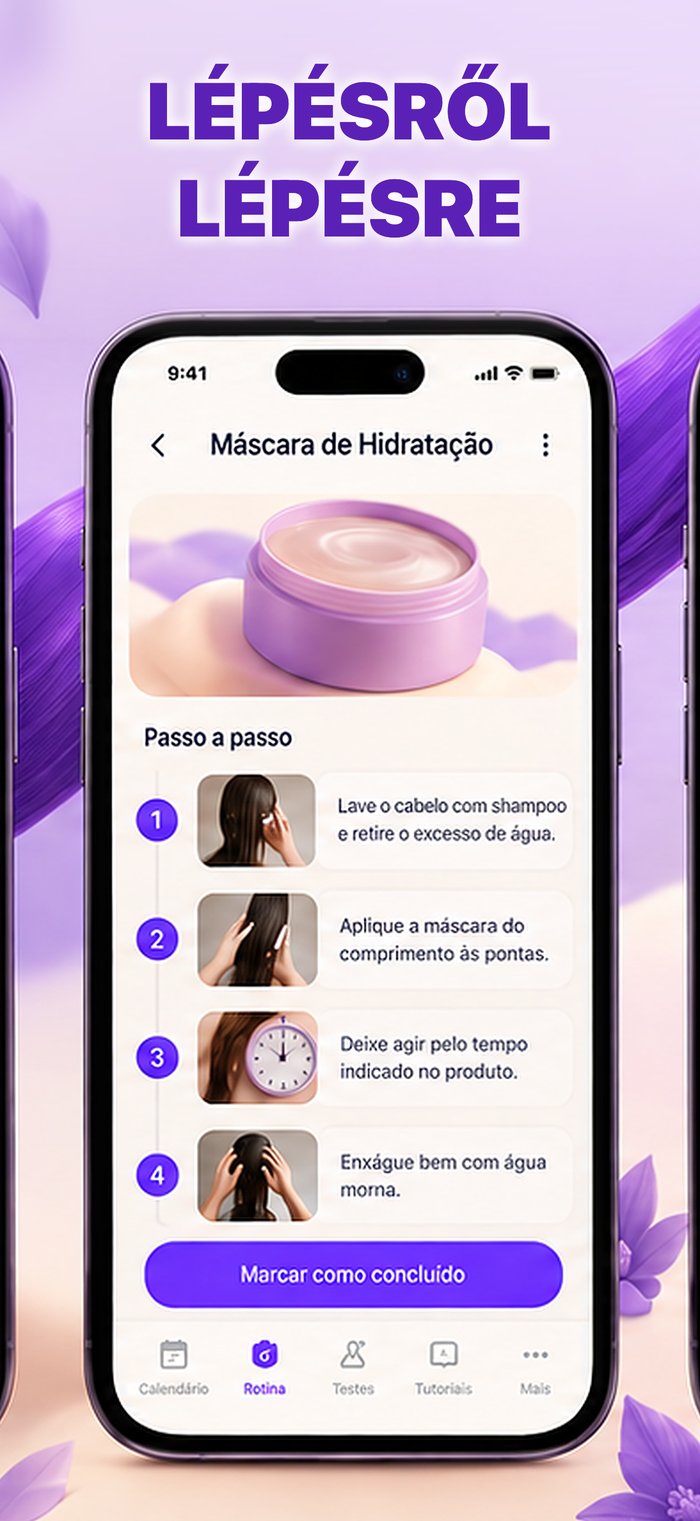 LÉPÉSRŐL
LÉPÉSRE
9:41
Máscara de Hidratação
Passo a passo
1
Lave o cabelo com shampoo
e retire o excesso de água.
2
Aplique a máscara do
comprimento às pontas.
3
Deixe agir pelo tempo
indicado no produto.
4
Enxágue bem com água
morna.
Marcar como concluído
Calendário
Rotina
Testes
Tutoriais
Mais